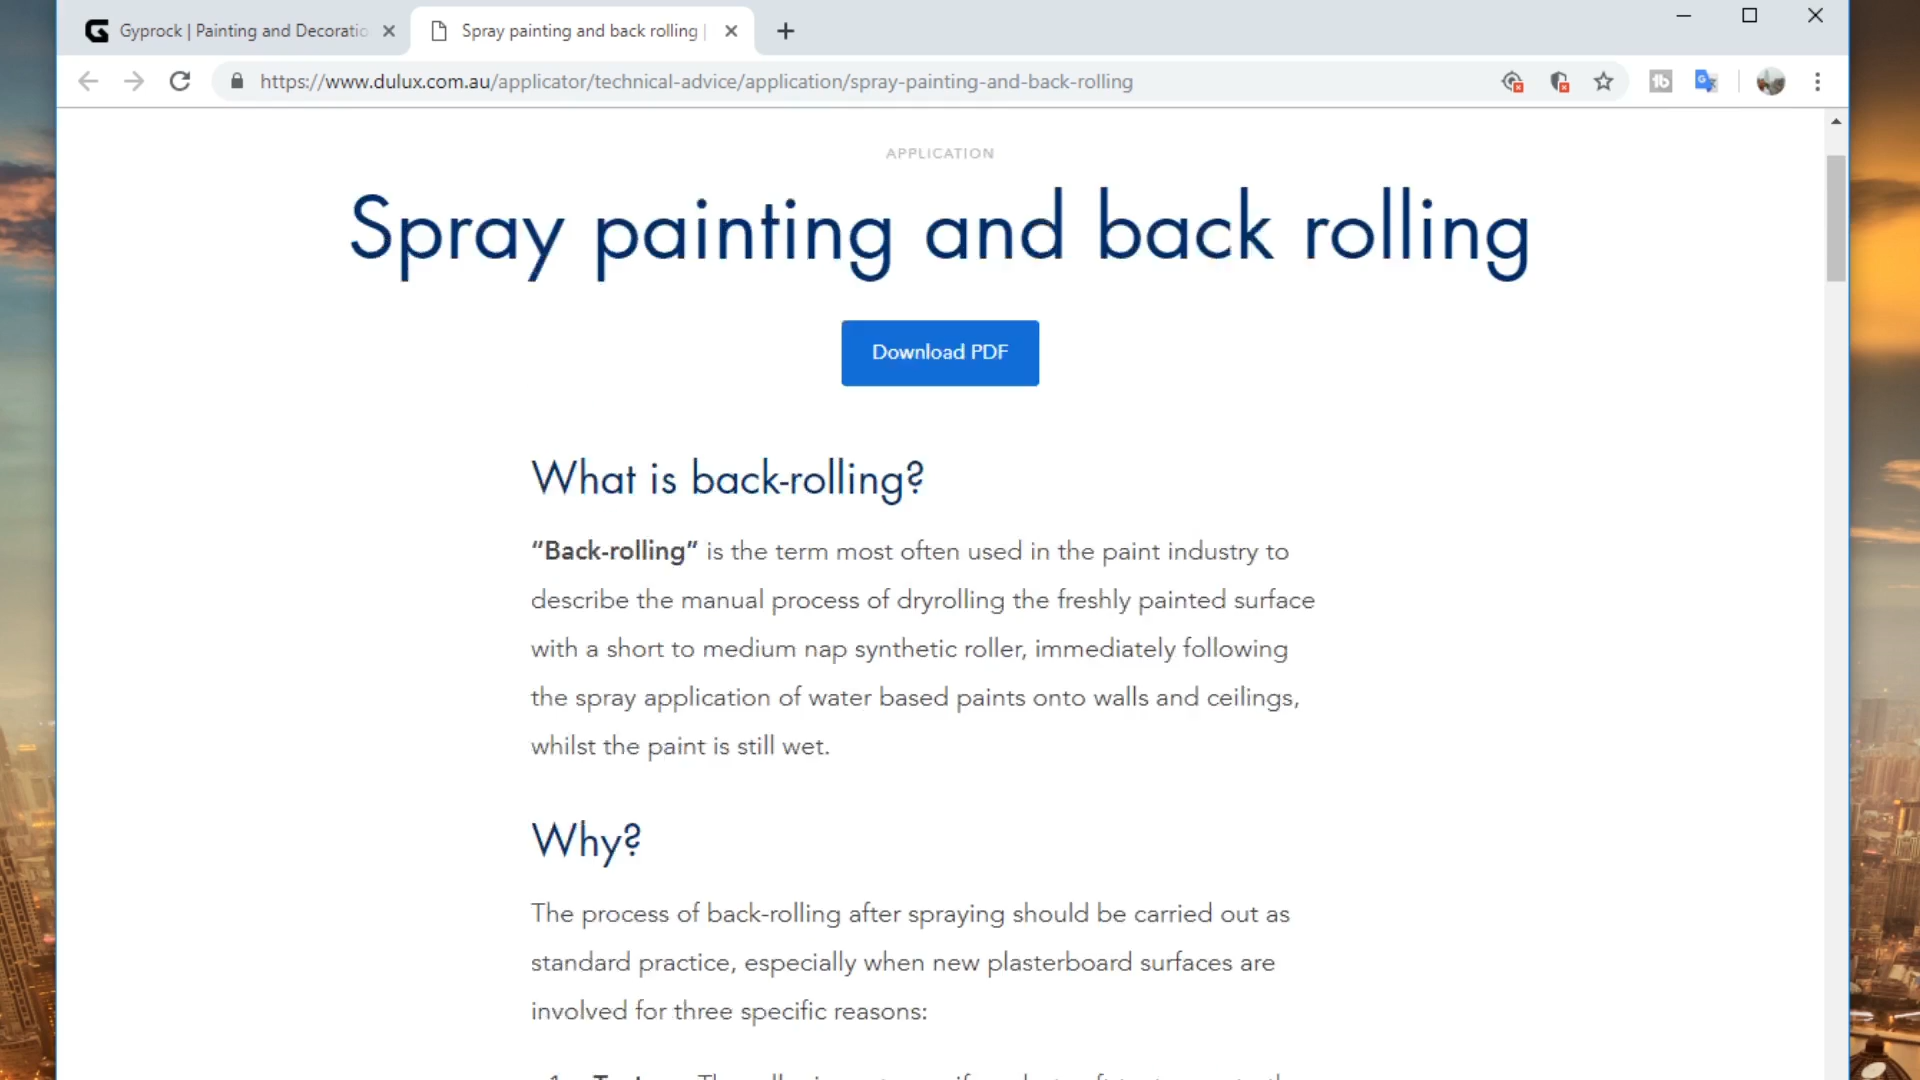 Gyprock | Painting and Decoratio
Spray painting and back rolling |
https://www.dulux.com.au/applicator/technical-advice/application/spray-painting-and-back-rolling
APPLICATION
Spray painting and back rolling
Download PDF
What is back-rolling?
“Back-rolling” is the term most often used in the paint industry to
describe the manual process of dryrolling the freshly painted surface
with a short to medium nap synthetic roller, immediately following
the spray application of water based paints onto walls and ceilings,
whilst the paint is still wet.
Why?
The process of back-rolling after spraying should be carried out as
standard practice, especially when new plasterboard surfaces are
involved for three specific reasons: